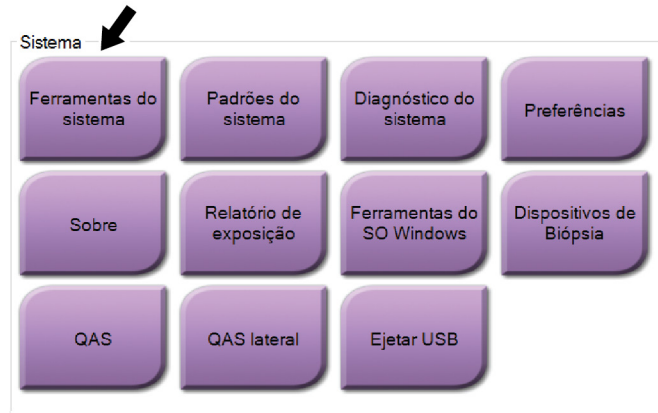 Sistema
Ferramentas do
sistema
Padrões do
sistema
Diagnóstico do
sistema
Preferências
Sobre
Relatório de
exposição
Ferramentas do
SO Windows
Dispositivos de
Biópsia
QAS
QAS lateral
Ejetar USB